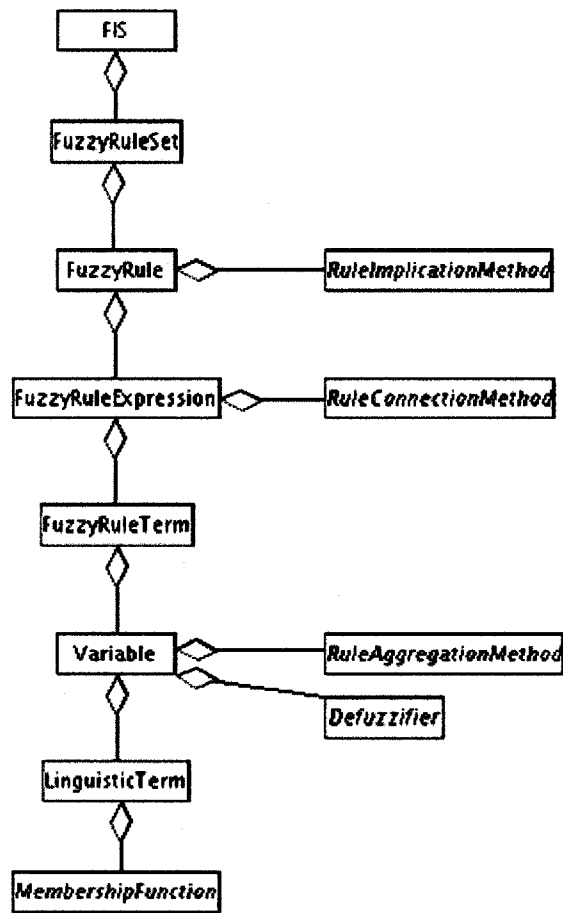 FIS
FuzzyRuleSet
FuzzyRule
RuleImplicationMethod
FuzzyRuleExpression
RuleConnectionMethod
FuzzyRuleTerm
Variable
RuleAggregationMethod
Defuzzifier
LinguisticTerm
MembershipFunction